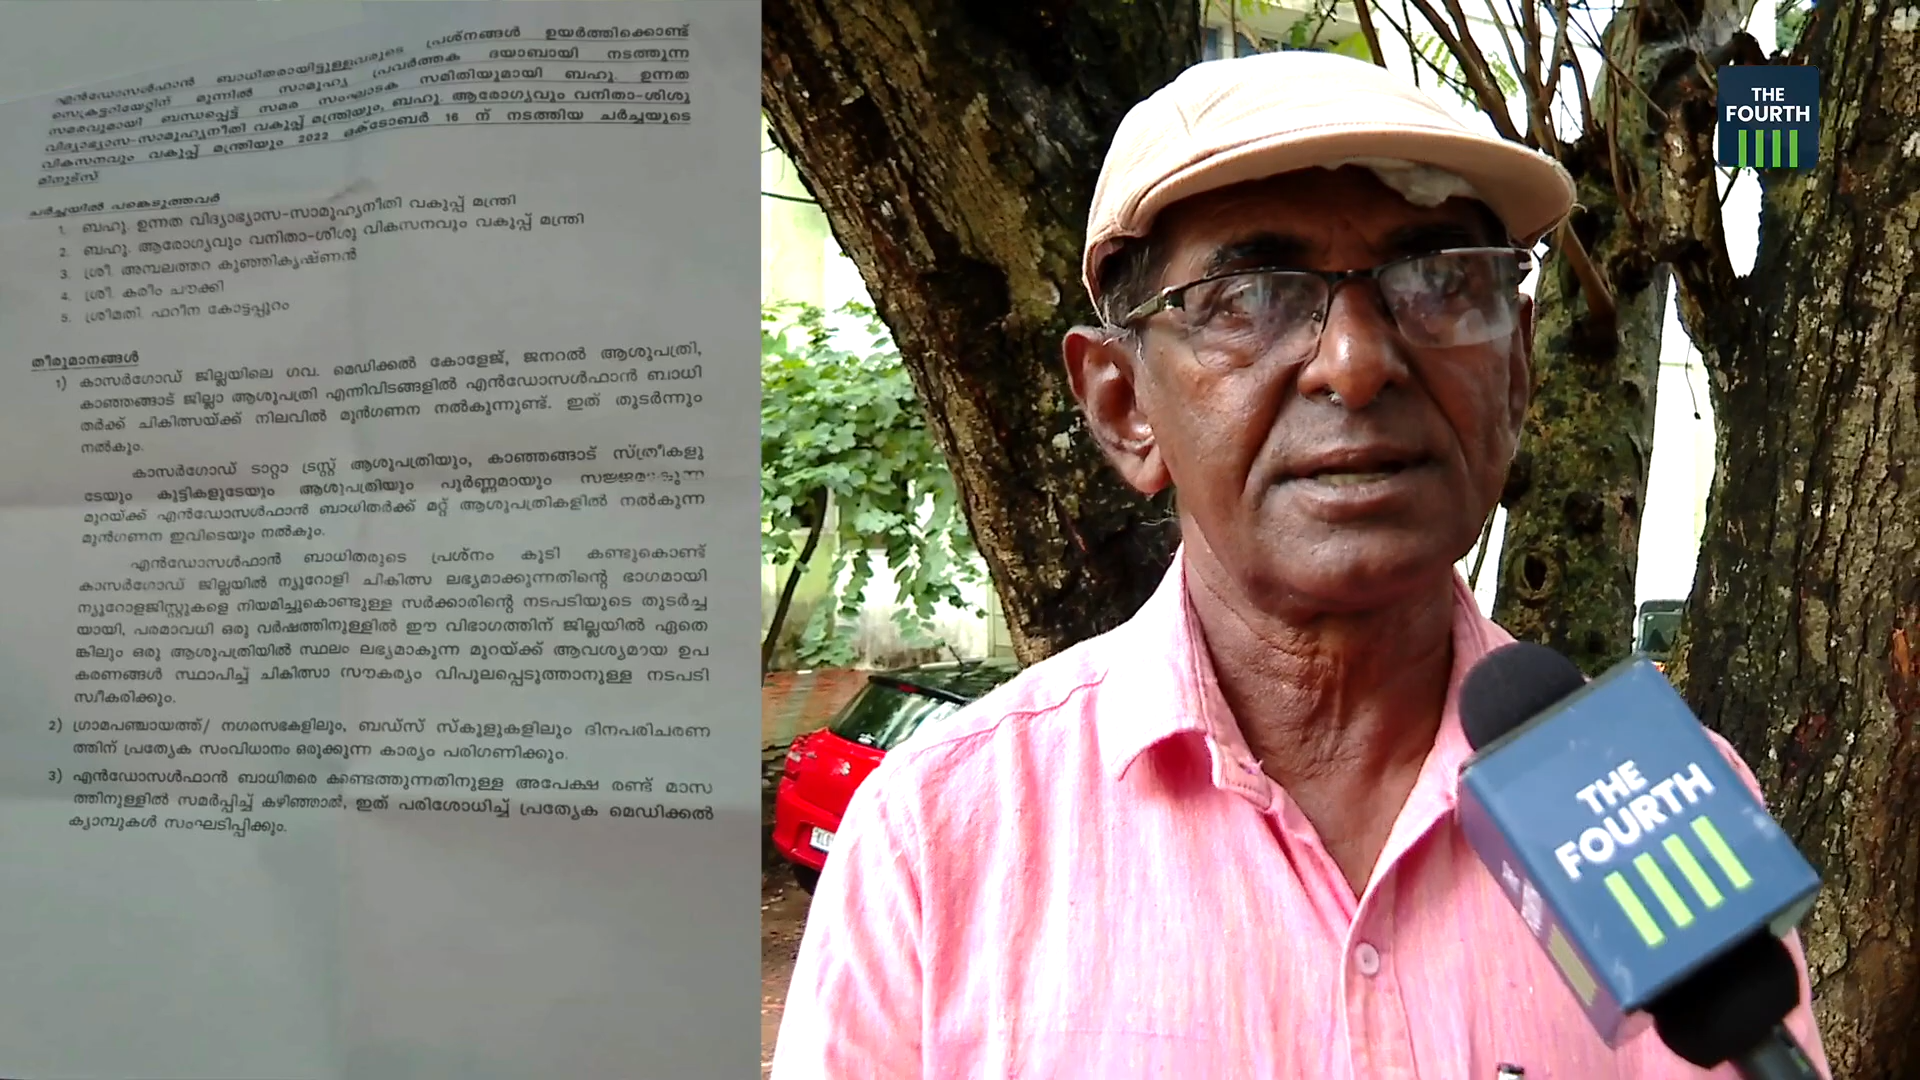 എൻഡോസൾഫാൻ ബാധിതരായിട്ടുള്ളവരുടെ പ്രശ്നങ്ങൾ ഉയർത്തിക്കൊണ്ട്
സെക്രട്ടറിയേറ്റിന് മുന്നിൽ സാമൂഹ്യ പ്രവർത്തക ദയാബായി നടത്തുന്ന
സമരവുമായി ബന്ധപ്പെട്ട് സമര സംഘാടക സമിതിയുമായി ബഹു. ഉന്നത
വിദ്യാഭ്യാസ-സാമൂഹ്യനീതി വകുപ്പ് മന്ത്രിയും, ബഹു. ആരോഗ്യവും വനിതാ-ശിശു
വികസനവും വകുപ്പ് മന്ത്രിയും 2022 ഒക്ടോബർ 16 ന് നടത്തിയ ചർച്ചയുടെ
മിനുട്സ്
ചർച്ചയിൽ പങ്കെടുത്തവർ
1. ബഹു. ഉന്നത വിദ്യാഭ്യാസ-സാമൂഹ്യനീതി വകുപ്പ് മന്ത്രി
2. ബഹു. ആരോഗ്യവും വനിതാ-ശിശു വികസനവും വകുപ്പ് മന്ത്രി
3. ശ്രീ. അമ്പലത്തറ കുഞ്ഞികൃഷ്ണൻ
4. ശ്രീ. കരീം ചൗക്കി
5. ശ്രീമതി. ഫറീന കോട്ടപ്പുറം
തീരുമാനങ്ങൾ
1) കാസർഗോഡ് ജില്ലയിലെ ഗവ. മെഡിക്കൽ കോളേജ്, ജനറൽ ആശുപത്രി,
കാഞ്ഞങ്ങാട് ജില്ലാ ആശുപത്രി എന്നിവിടങ്ങളിൽ എൻഡോസൾഫാൻ ബാധി
തർക്ക് ചികിത്സയ്ക്ക് നിലവിൽ മുൻഗണന നൽകുന്നുണ്ട്. ഇത് തുടർന്നും
നൽകും.
കാസർഗോഡ് ടാറ്റാ ട്രസ്റ്റ് ആശുപത്രിയും, കാഞ്ഞങ്ങാട് സ്ത്രീകളു
ടേയും കുട്ടികളുടേയും ആശുപത്രിയും പൂർണ്ണമായും സജ്ജമാകുന്ന
മുറയ്ക്ക് എൻഡോസൾഫാൻ ബാധിതർക്ക് മറ്റ് ആശുപത്രികളിൽ നൽകുന്ന
മുൻഗണന ഇവിടെയും നൽകും.
എൻഡോസൾഫാൻ ബാധിതരുടെ പ്രശ്നം കൂടി കണ്ടുകൊണ്ട്
കാസർഗോഡ് ജില്ലയിൽ ന്യൂറോളി ചികിത്സ ലഭ്യമാക്കുന്നതിന്റെ ഭാഗമായി
ന്യൂറോളജിസ്റ്റുകളെ നിയമിച്ചുകൊണ്ടുള്ള സർക്കാരിന്റെ നടപടിയുടെ തുടർച്ച
യായി, പരമാവധി ഒരു വർഷത്തിനുള്ളിൽ ഈ വിഭാഗത്തിന് ജില്ലയിൽ ഏതെ
ങ്കിലും ഒരു ആശുപത്രിയിൽ സ്ഥലം ലഭ്യമാകുന്ന മുറയ്ക്ക് ആവശ്യമായ ഉപ
കരണങ്ങൾ സ്ഥാപിച്ച് ചികിത്സാ സൗകര്യം വിപുലപ്പെടുത്താനുള്ള നടപടി
സ്വീകരിക്കും.
2) ഗ്രാമപഞ്ചായത്ത്/ നഗരസഭകളിലും, ബഡ്സ് സ്കൂളുകളിലും ദിനപരിചരണ
ത്തിന് പ്രത്യേക സംവിധാനം ഒരുക്കുന്ന കാര്യം പരിഗണിക്കും.
3) എൻഡോസൾഫാൻ ബാധിതരെ കണ്ടെത്തുന്നതിനുള്ള അപേക്ഷ രണ്ട് മാസ
ത്തിനുള്ളിൽ സമർപ്പിച്ച് കഴിഞ്ഞാൽ, ഇത് പരിശോധിച്ച് പ്രത്യേക മെഡിക്കൽ
ക്യാമ്പുകൾ സംഘടിപ്പിക്കും.
THE
FOURTH
THE
FOURTH